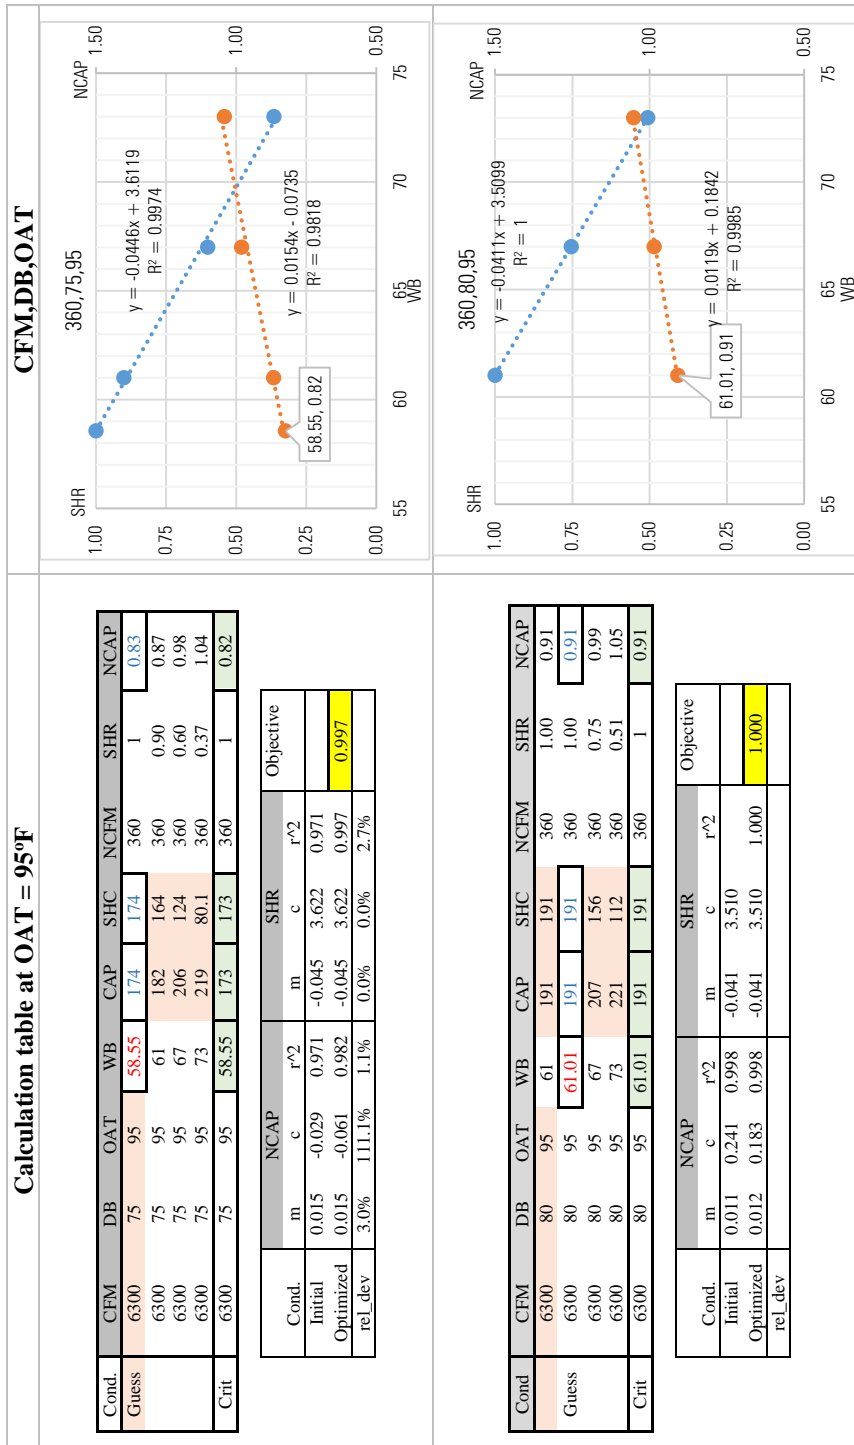 Calculation table at OAT = 95ºF
CFM,DB,OAT
Cond. CFM DB OAT WB CAP SHC NCFM SHR NCAP
Guess 6300 75 95 58.55 174 174 360 1 0.83
6300 75 95 61 182 164 360 0.90 0.87
6300 75 95 67 206 124 360 0.60 0.98
6300 75 95 73 219 80.1 360 0.37 1.04
Crit 6300 75 95 58.55 173 173 360 1 0.82
NCAP SHR Objective
Cond. m c r^2 m c r^2
Initial 0.015 -0.029 0.971 -0.045 3.622 0.971
Optimized 0.015 -0.061 0.982 -0.045 3.622 0.997 0.997
rel_dev 3.0% 111.1% 1.1% 0.0% 0.0% 2.7%
360,75,95
SHR
NCAP
1.00
0.75
0.50
0.25
0.00
1.50
1.00
0.50
55 60 65 70 75
WB
y = -0.0446x + 3.6119
R² = 0.9974
y = 0.0154x - 0.0735
R² = 0.9818
58.55, 0.82
Cond CFM DB OAT WB CAP SHC NCFM SHR NCAP
6300 80 95 61 191 191 360 1.00 0.91
Guess 6300 80 95 61.01 191 191 360 1.00 0.91
6300 80 95 67 207 156 360 0.75 0.99
6300 80 95 73 221 112 360 0.51 1.05
Crit 6300 80 95 61.01 191 191 360 1 0.91
NCAP SHR Objective
Cond. m c r^2 m c r^2
Initial 0.011 0.241 0.998 -0.041 3.510
Optimized 0.012 0.183 0.998 -0.041 3.510 1.000 1.000
rel_dev
360,80,95
SHR
NCAP
1.00
0.75
0.50
0.25
0.00
1.50
1.00
0.50
55 60 65 70 75
WB
y = -0.0411x + 3.5099
R² = 1
y = 0.0119x + 0.1842
R² = 0.9985
61.01, 0.91